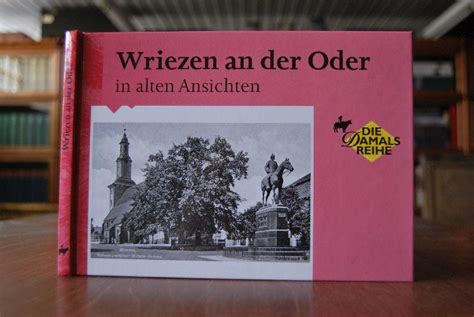 Wriezen an der Oder
in alten Ansichten
DIE
DAMALS
REIHE
Wriezen an der Oder